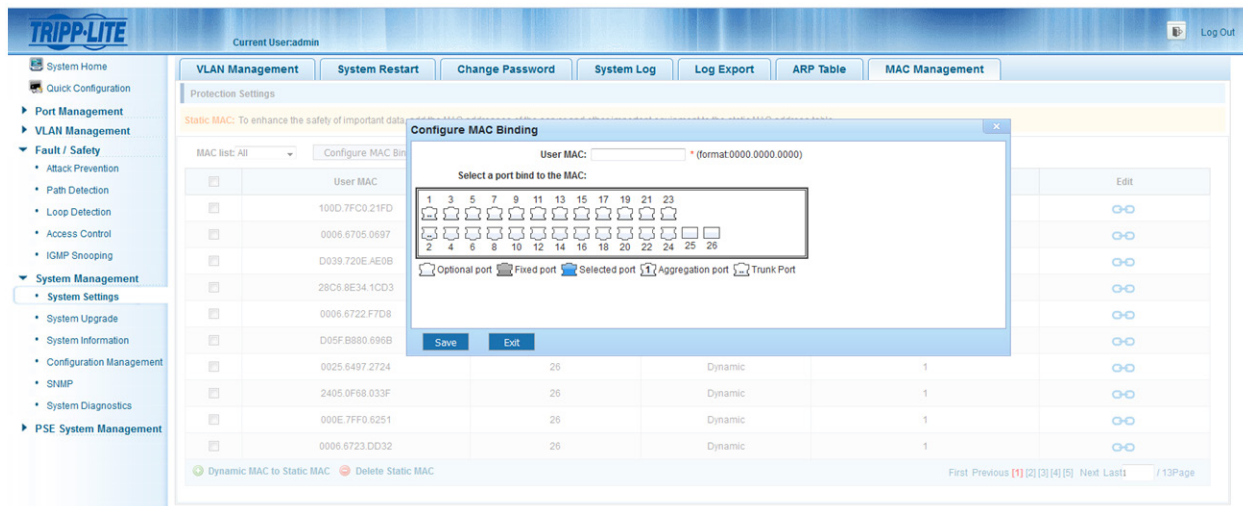 TRIPP·LITE
Current User:admin
Log Out
System Home
Quick Configuration
Port Management
VLAN Management
Fault / Safety
Attack Prevention
Path Detection
Loop Detection
Access Control
IGMP Snooping
System Management
System Settings
System Upgrade
System Information
Configuration Management
SNMP
System Diagnostics
PSE System Management
VLAN Management System Restart Change Password System Log Log Export ARP Table MAC Management
Protection Settings
Static MAC: To enhance the safety of important data,
MAC list: All Configure MAC Bin
User MAC Edit
100D.7FC0.21FD
0006.6705.0697
D039.720E.AE0B
28C6.8E34.1CD3
0006.6722.F7D8
D05F.B880.696B
0025.6497.2724 26 Dynamic 1
2405.0F68.033F 26 Dynamic 1
000E.7FF0.6251 26 Dynamic 1
0006.6723.DD32 26 Dynamic 1
Dynamic MAC to Static MAC Delete Static MAC
First Previous [1] [2] [3] [4] [5] Next Last 1 / 13Page
Configure MAC Binding
User MAC: * (format:0000.0000.0000)
Select a port bind to the MAC:
1 3 5 7 9 11 13 15 17 19 21 23
2 4 6 8 10 12 14 16 18 20 22 24 25 26
Optional port Fixed port Selected port 1 Aggregation port Trunk Port
Save Exit